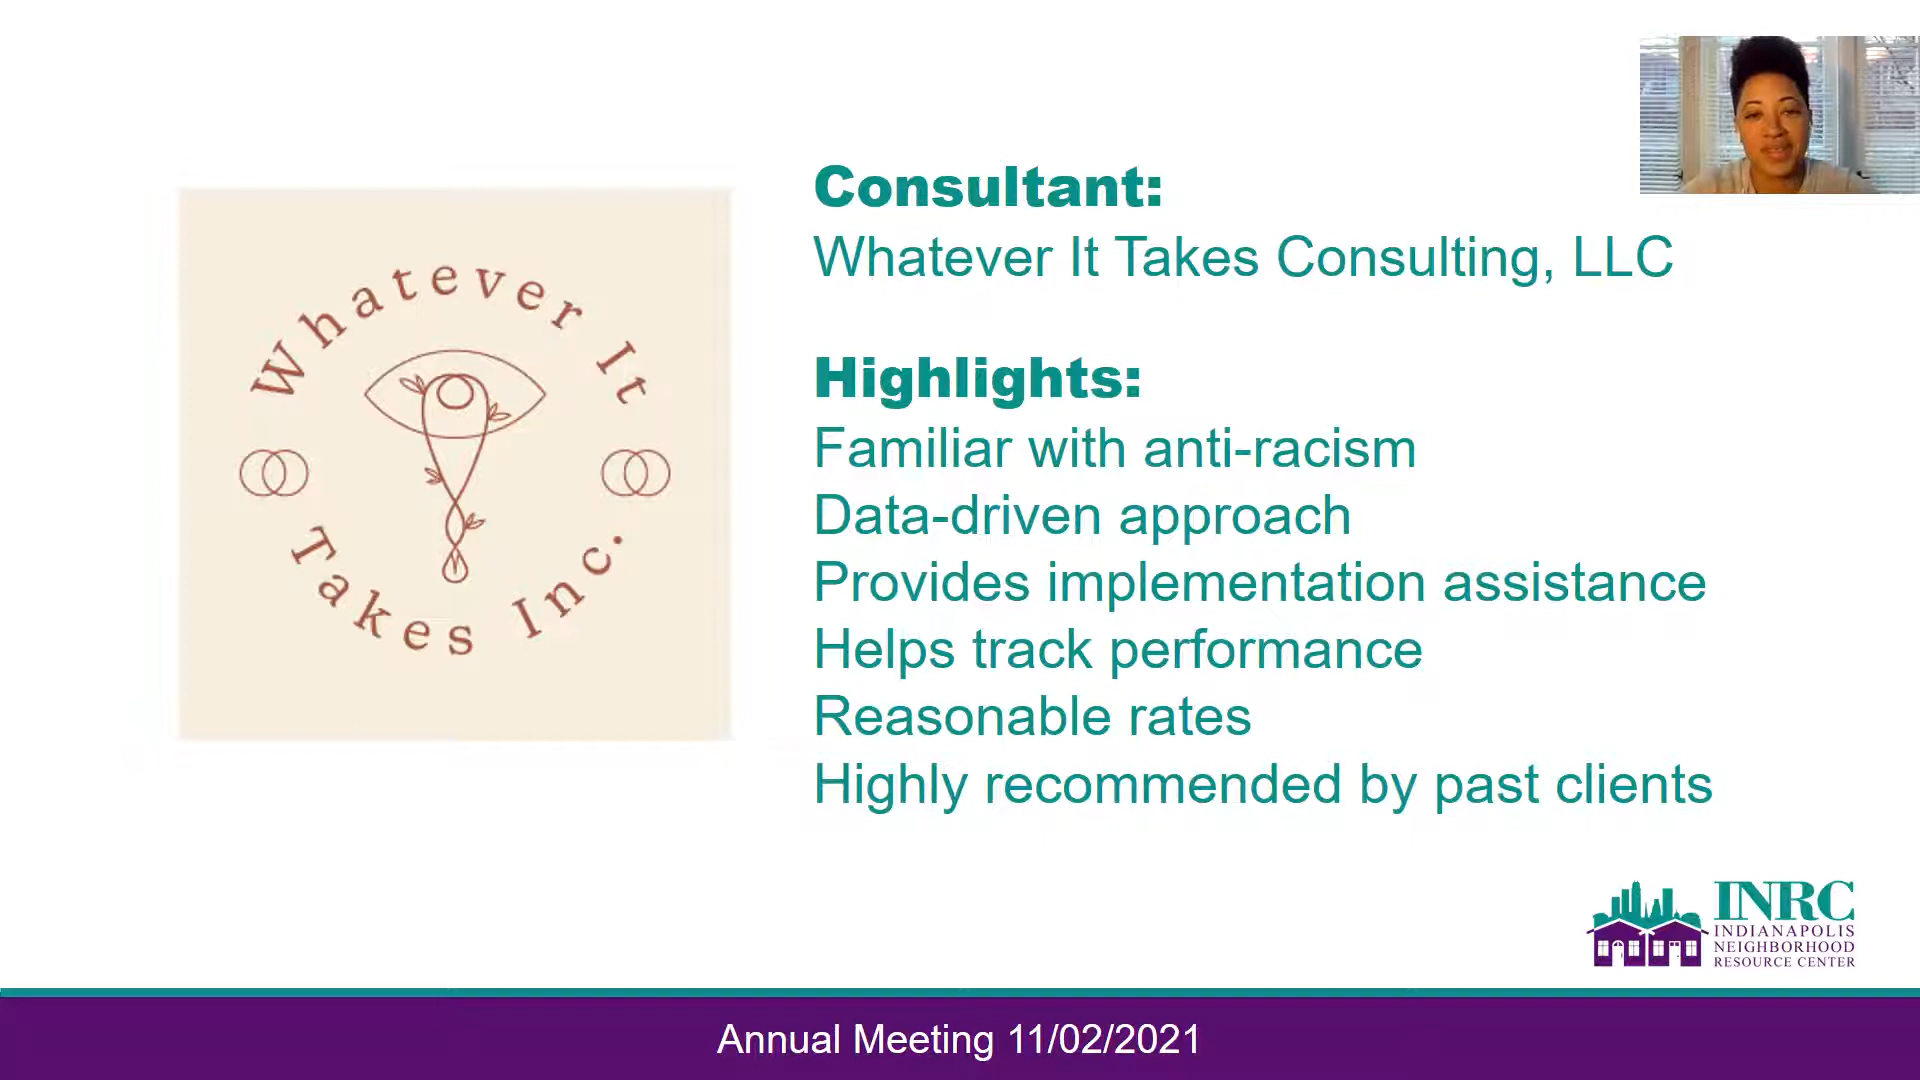 Whatever It
Takes Inc.
Consultant:
Whatever It Takes Consulting, LLC
Highlights:
Familiar with anti-racism
Data-driven approach
Provides implementation assistance
Helps track performance
Reasonable rates
Highly recommended by past clients
INRC
INDIANAPOLIS
NEIGHBORHOOD
RESOURCE CENTER
Annual Meeting 11/02/2021